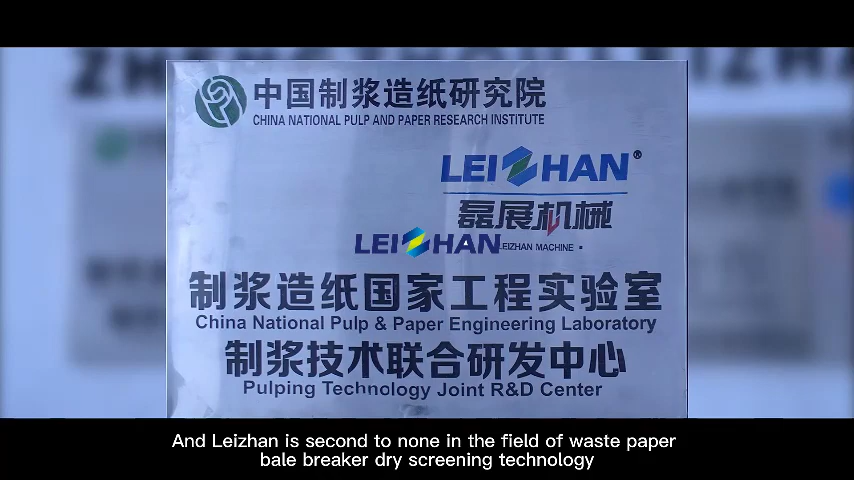 中国制浆造纸研究院
CHINA NATIONAL PULP AND PAPER RESEARCH INSTITUTE
LEIZHAN®
磊展机械
LEIZHAN MACHINE
LEIZHAN
制浆造纸国家工程实验室
China National Pulp & Paper Engineering Laboratory
制浆技术联合研发中心
Pulping Technology Joint R&D Center
And Leizhan is second to none in the field of waste paper
bale breaker dry screening technology